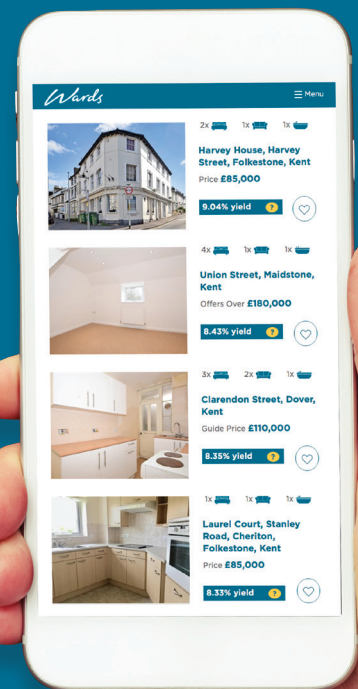 Wards
Menu
2x 1x 1x
Harvey House, Harvey
Street, Folkestone, Kent
Price £85,000
9.04% yield ?
4x 1x 1x
Union Street, Maidstone,
Kent
Offers Over £180,000
8.43% yield ?
3x 2x 1x
Clarendon Street, Dover,
Kent
Guide Price £110,000
8.35% yield ?
1x 1x 1x
Laurel Court, Stanley
Road, Cheriton,
Folkestone, Kent
Price £85,000
8.33% yield ?